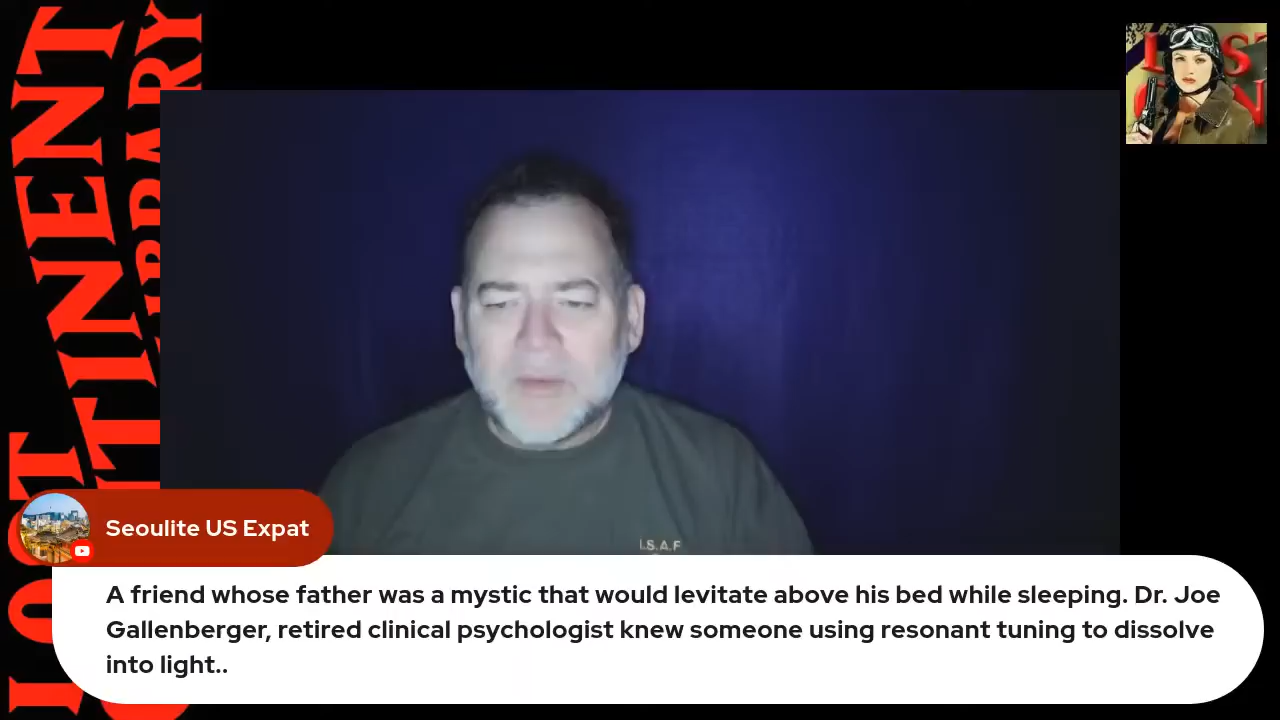 LOST CONTINENT
LIBRARY
I.S.A.F
Seoulite US Expat
A friend whose father was a mystic that would levitate above his bed while sleeping. Dr. Joe
Gallenberger, retired clinical psychologist knew someone using resonant tuning to dissolve
into light..